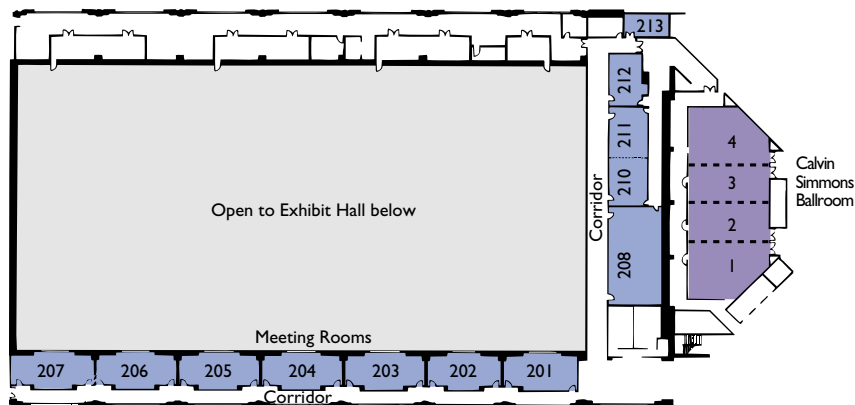 213
212
211
4
Calvin
Simmons
Ballroom
3
210
Open to Exhibit Hall below
Corridor
2
208
1
Meeting Rooms
207
206
205
204
203
202
201
Corridor